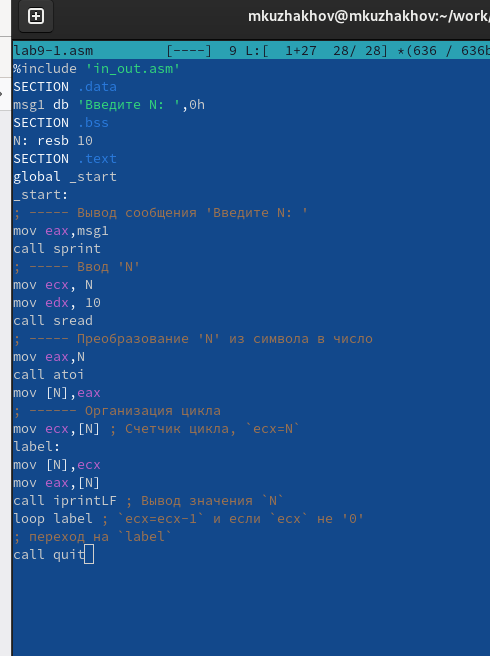 mkuzhakhov@mkuzhakhov:~/work/
lab9-1.asm [----] 9 L:[ 1+27 28/ 28] *(636 / 636b
%include 'in_out.asm'
SECTION .data
msg1 db 'Введите N: ',0h
SECTION .bss
N: resb 10
SECTION .text
global _start
_start:
; ----- Вывод сообщения 'Введите N: '
mov eax,msg1
call sprint
; ----- Ввод 'N'
mov ecx, N
mov edx, 10
call sread
; ----- Преобразование 'N' из символа в число
mov eax,N
call atoi
mov [N],eax
; ------ Организация цикла
mov ecx,[N] ; Счетчик цикла, `ecx=N`
label:
mov [N],ecx
mov eax,[N]
call iprintLF ; Вывод значения `N`
loop label ; `ecx=ecx-1` и если `ecx` не '0'
; переход на `label`
call quit